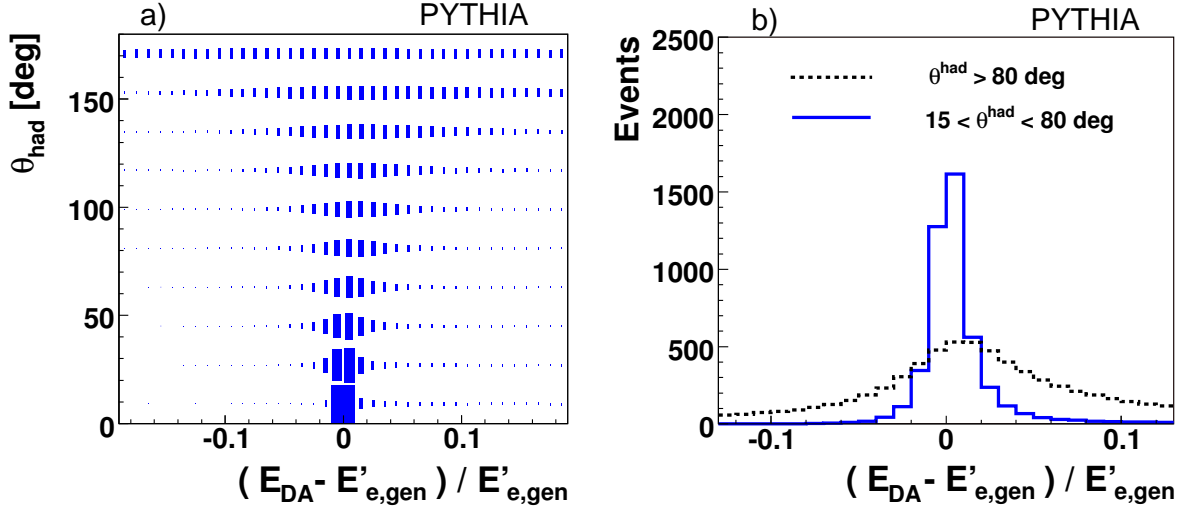 a) PYTHIA
θhad [deg]
150
100
50
0
-0.1 0 0.1
( EDA- E'e,gen ) / E'e,gen
b) PYTHIA
Events
2500
2000
1500
1000
500
0
θhad > 80 deg
15 < θhad < 80 deg
-0.1 0 0.1
( EDA- E'e,gen ) / E'e,gen